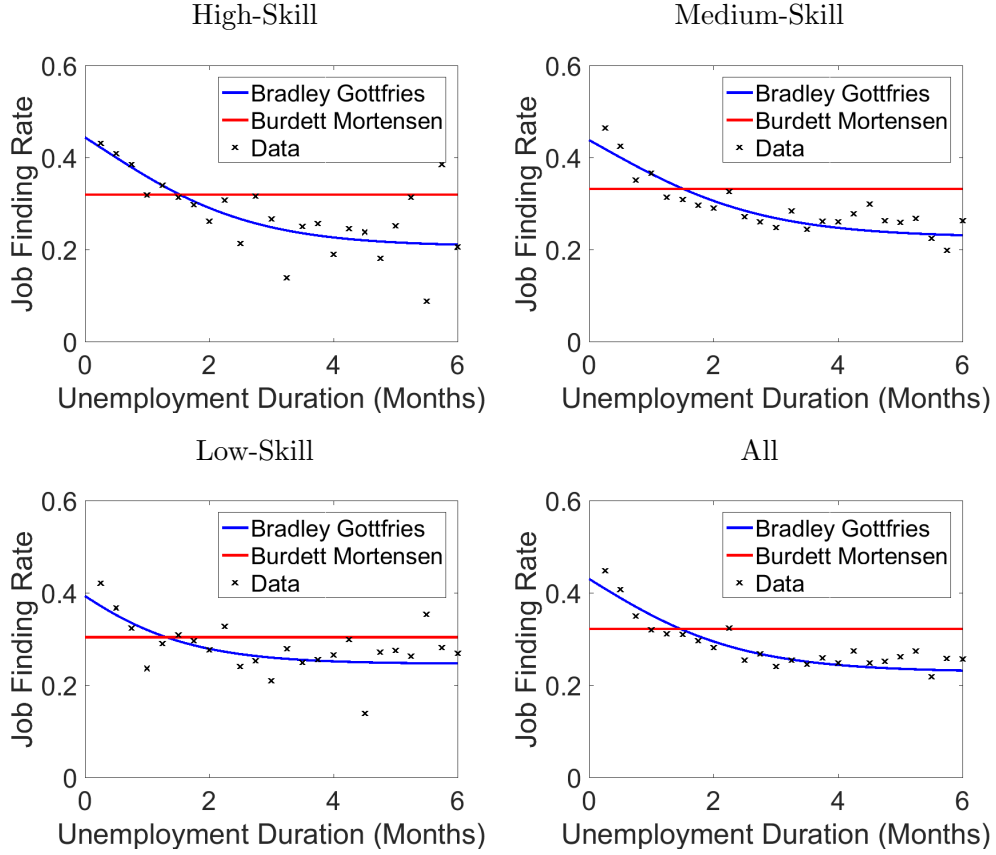 High-Skill
Job Finding Rate
0.6
0.4
0.2
0
Bradley Gottfries
Burdett Mortensen
Data
0 2 4 6
Unemployment Duration (Months)
Medium-Skill
Job Finding Rate
0.6
0.4
0.2
0
Bradley Gottfries
Burdett Mortensen
Data
0 2 4 6
Unemployment Duration (Months)
Low-Skill
Job Finding Rate
0.6
0.4
0.2
0
Bradley Gottfries
Burdett Mortensen
Data
0 2 4 6
Unemployment Duration (Months)
All
Job Finding Rate
0.6
0.4
0.2
0
Bradley Gottfries
Burdett Mortensen
Data
0 2 4 6
Unemployment Duration (Months)